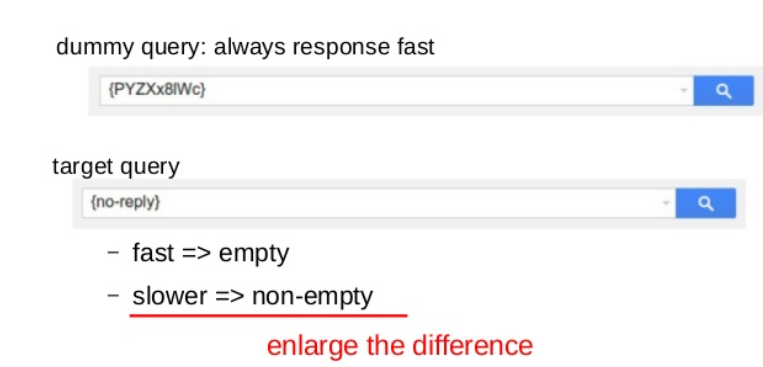 dummy query: always response fast
{PYZXx8lWc}
target query
{no-reply}
– fast => empty
– slower => non-empty
enlarge the difference